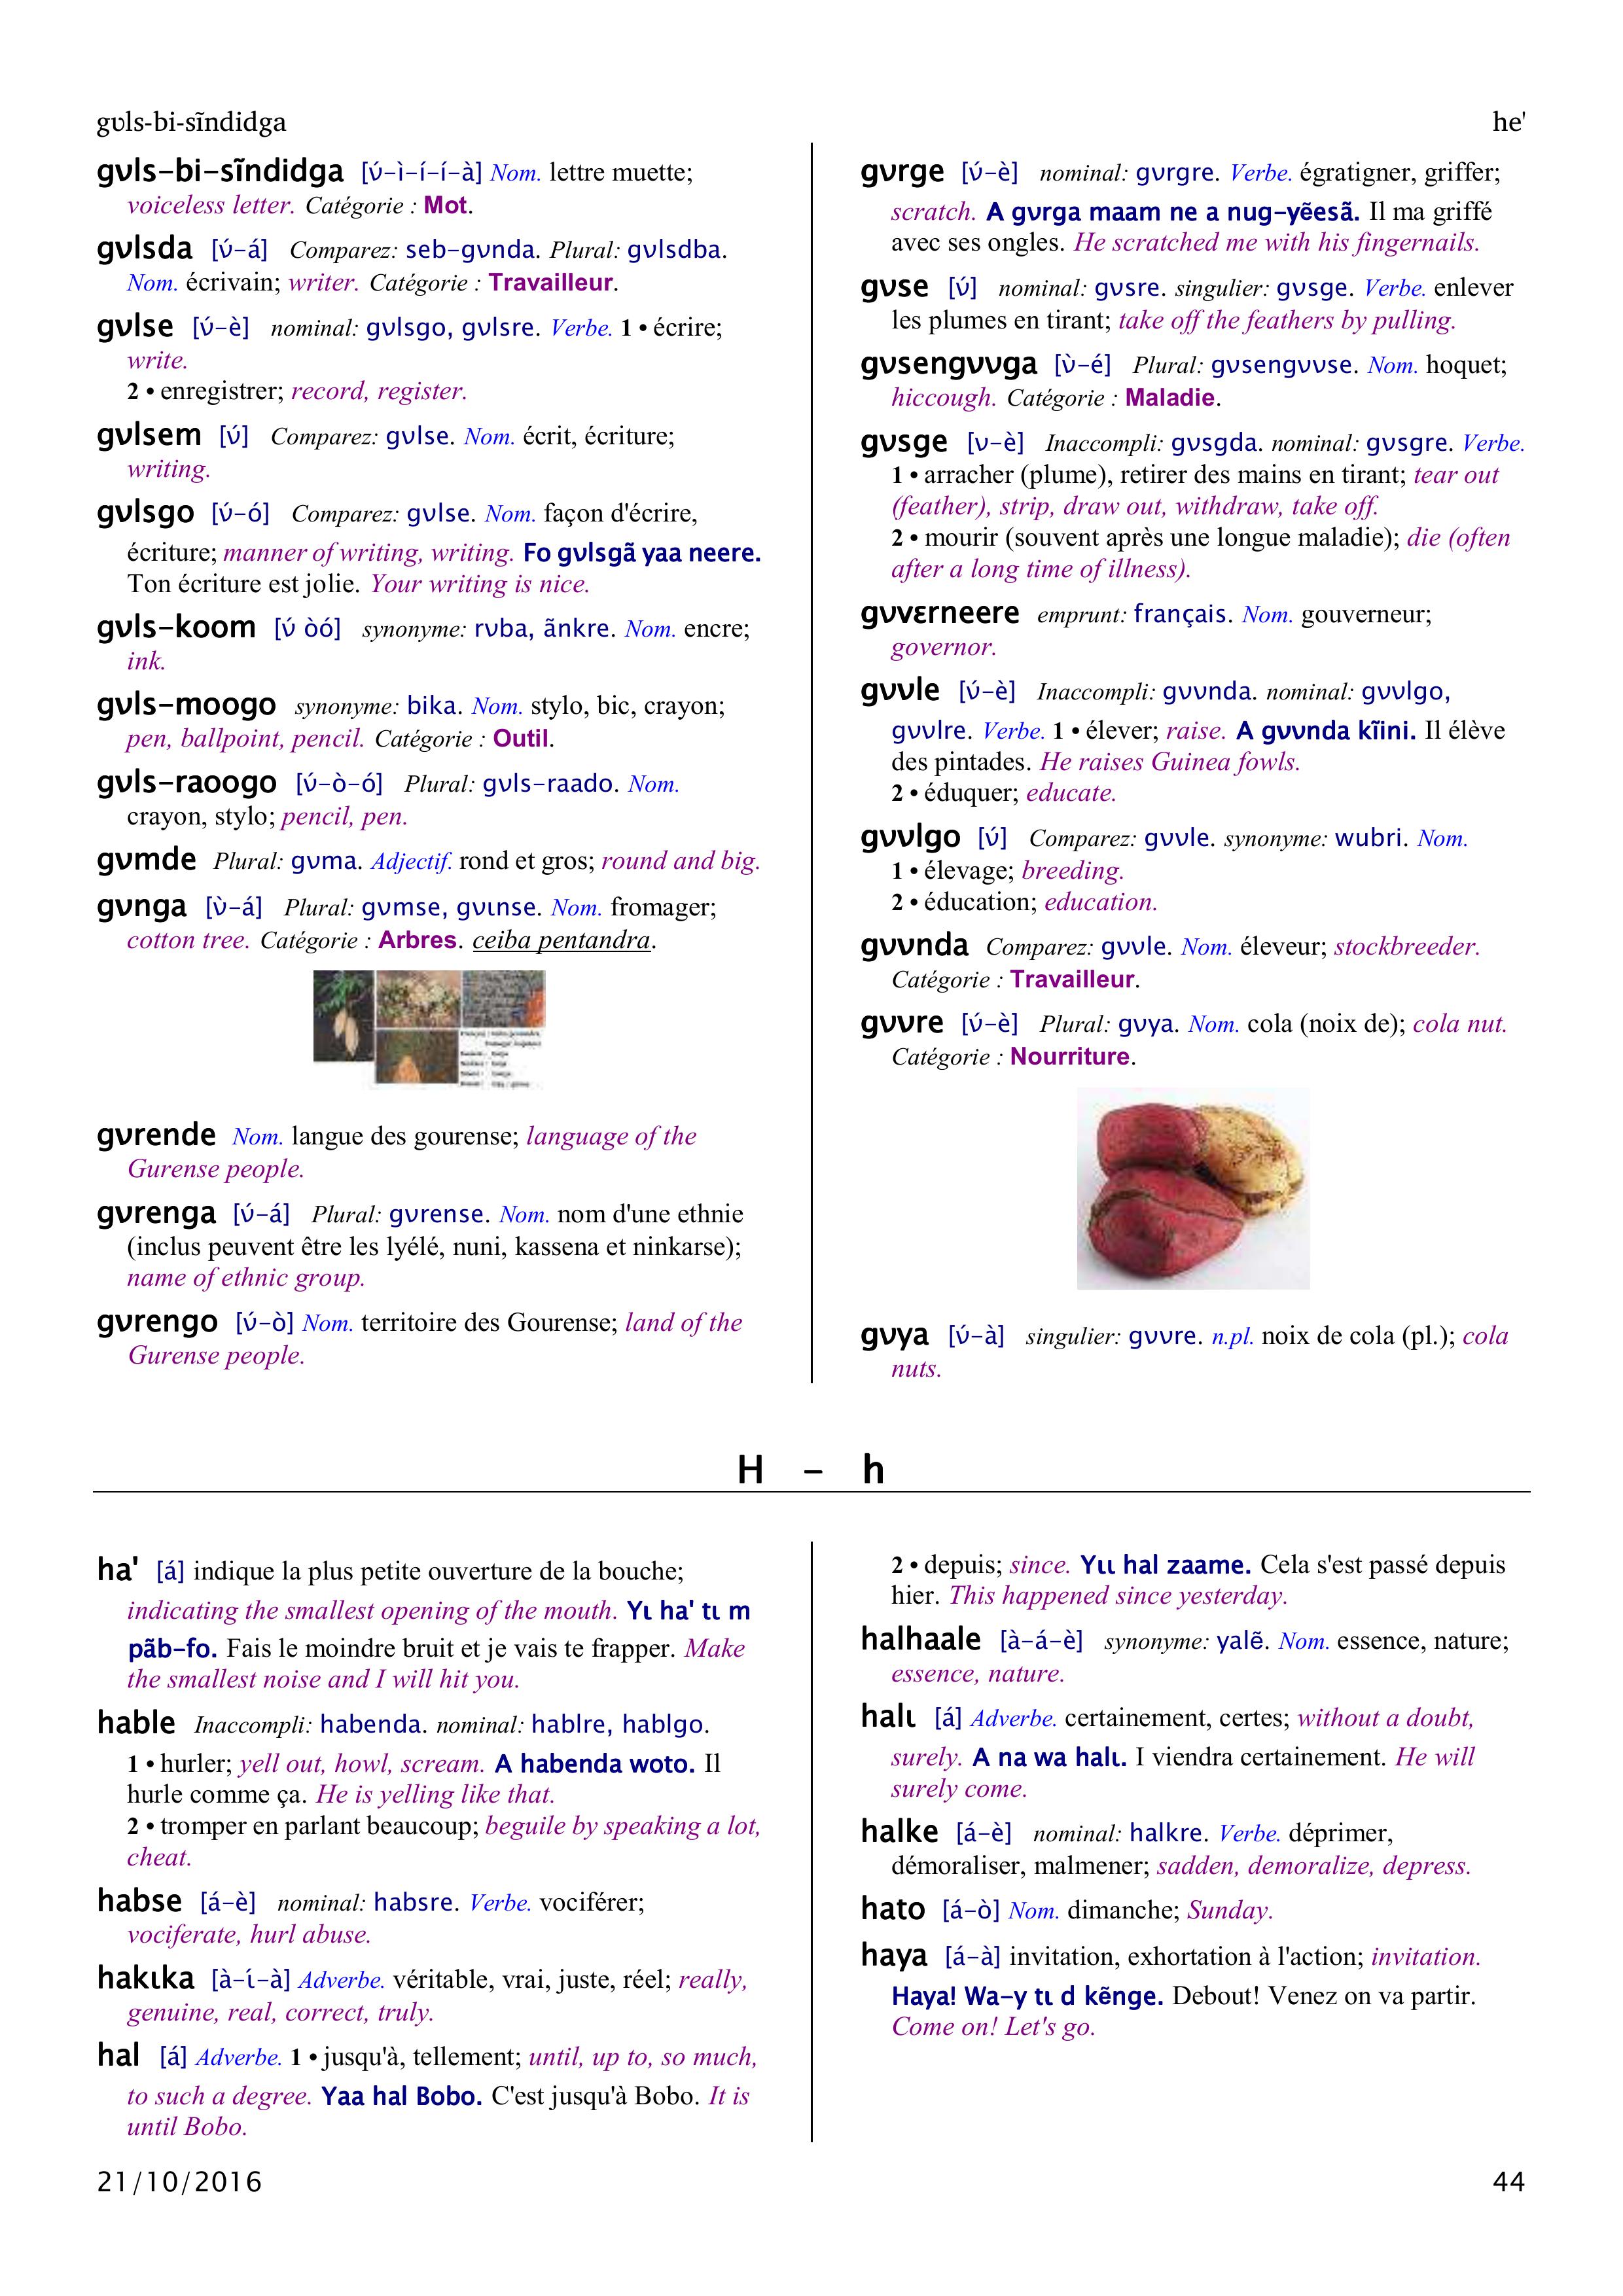 gʋls-bi-sĩndidga
he'
gʋls-bi-sĩndidga [ʋ́-ì-í-í-à] Nom. lettre muette;
voiceless letter. Catégorie : Mot.
gʋlsda [ʋ́-á] Comparez: seb-gʋnda. Plural: gʋlsdba.
Nom. écrivain; writer. Catégorie : Travailleur.
gʋlse [ʋ́-è] nominal: gʋlsgo, gʋlsre. Verbe. 1 • écrire;
write.
2 • enregistrer; record, register.
gʋlsem [ʋ́] Comparez: gʋlse. Nom. écrit, écriture;
writing.
gʋlsgo [ʋ́-ó] Comparez: gʋlse. Nom. façon d'écrire,
écriture; manner of writing, writing. Fo gʋlsgã yaa neere.
Ton écriture est jolie. Your writing is nice.
gʋls-koom [ʋ́ òó] synonyme: rʋba, ãnkre. Nom. encre;
ink.
gʋls-moogo synonyme: bika. Nom. stylo, bic, crayon;
pen, ballpoint, pencil. Catégorie : Outil.
gʋls-raoogo [ʋ́-ò-ó] Plural: gʋls-raado. Nom.
crayon, stylo; pencil, pen.
gʋmde Plural: gʋma. Adjectif. rond et gros; round and big.
gʋnga [ʋ̀-á] Plural: gʋmse, gʋɩnse. Nom. fromager;
cotton tree. Catégorie : Arbres. ceiba pentandra.
gʋrende Nom. langue des gourense; language of the
Gurense people.
gʋrenga [ʋ́-á] Plural: gʋrense. Nom. nom d'une ethnie
(inclus peuvent être les lyélé, nuni, kassena et ninkarse);
name of ethnic group.
gʋrengo [ʋ́-ò] Nom. territoire des Gourense; land of the
Gurense people.
gʋrge [ʋ́-è] nominal: gʋrgre. Verbe. égratigner, griffer;
scratch. A gʋrga maam ne a nug-yẽesã. Il ma griffé
avec ses ongles. He scratched me with his fingernails.
gʋse [ʋ́] nominal: gʋsre. singulier: gʋsge. Verbe. enlever
les plumes en tirant; take off the feathers by pulling.
gʋsengʋʋga [ʋ̀-é] Plural: gʋsengʋʋse. Nom. hoquet;
hiccough. Catégorie : Maladie.
gʋsge [ʋ-è] Inaccompli: gʋsgda. nominal: gʋsgre. Verbe.
1 • arracher (plume), retirer des mains en tirant; tear out
(feather), strip, draw out, withdraw, take off.
2 • mourir (souvent après une longue maladie); die (often
after a long time of illness).
gʋvɛrneere emprunt: français. Nom. gouverneur;
governor.
gʋʋle [ʋ́-è] Inaccompli: gʋʋnda. nominal: gʋʋlgo,
gʋʋlre. Verbe. 1 • élever; raise. A gʋʋnda kĩini. Il élève
des pintades. He raises Guinea fowls.
2 • éduquer; educate.
gʋʋlgo [ʋ́] Comparez: gʋʋle. synonyme: wubri. Nom.
1 • élevage; breeding.
2 • éducation; education.
gʋʋnda Comparez: gʋʋle. Nom. éleveur; stockbreeder.
Catégorie : Travailleur.
gʋʋre [ʋ́-è] Plural: gʋya. Nom. cola (noix de); cola nut.
Catégorie : Nourriture.
gʋya [ʋ́-à] singulier: gʋʋre. n.pl. noix de cola (pl.); cola
nuts.
H - h
ha' [á] indique la plus petite ouverture de la bouche;
indicating the smallest opening of the mouth. Yɩ ha' tɩ m
pãb-fo. Fais le moindre bruit et je vais te frapper. Make
the smallest noise and I will hit you.
hable Inaccompli: habenda. nominal: hablre, hablgo.
1 • hurler; yell out, howl, scream. A habenda woto. Il
hurle comme ça. He is yelling like that.
2 • tromper en parlant beaucoup; beguile by speaking a lot,
cheat.
habse [á-è] nominal: habsre. Verbe. vociférer;
vociferate, hurl abuse.
hakɩka [à-ɩ́-à] Adverbe. véritable, vrai, juste, réel; really,
genuine, real, correct, truly.
hal [á] Adverbe. 1 • jusqu'à, tellement; until, up to, so much,
to such a degree. Yaa hal Bobo. C'est jusqu'à Bobo. It is
until Bobo.
2 • depuis; since. Yɩɩ hal zaame. Cela s'est passé depuis
hier. This happened since yesterday.
halhaale [à-á-è] synonyme: yalẽ. Nom. essence, nature;
essence, nature.
halɩ [á] Adverbe. certainement, certes; without a doubt,
surely. A na wa halɩ. I viendra certainement. He will
surely come.
halke [á-è] nominal: halkre. Verbe. déprimer,
démoraliser, malmener; sadden, demoralize, depress.
hato [á-ò] Nom. dimanche; Sunday.
haya [á-à] invitation, exhortation à l'action; invitation.
Haya! Wa-y tɩ d kẽnge. Debout! Venez on va partir.
Come on! Let's go.
21/10/2016
44